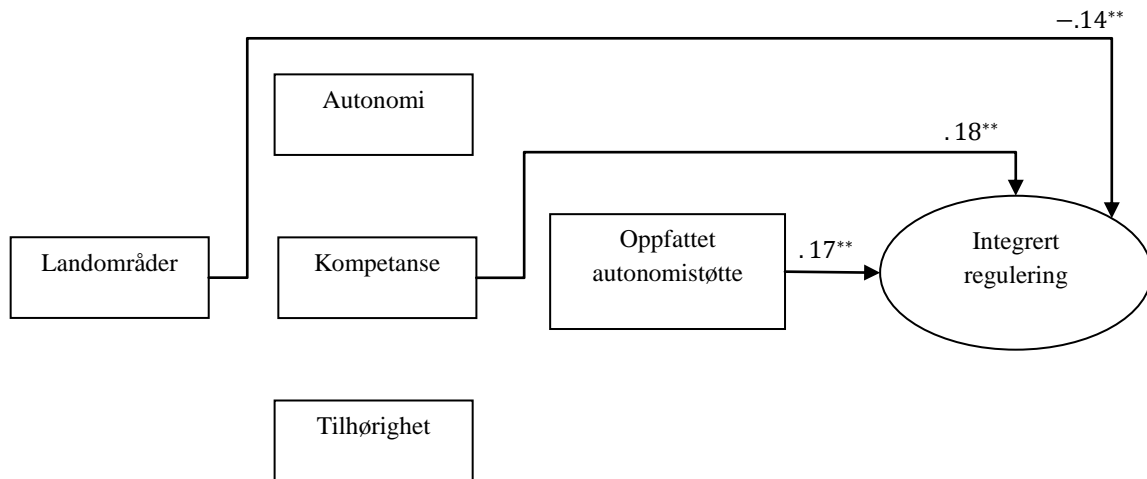 −.14**
Autonomi
.18**
Landområder
Kompetanse
Oppfattet
autonomistøtte
.17**
Integrert
regulering
Tilhørighet